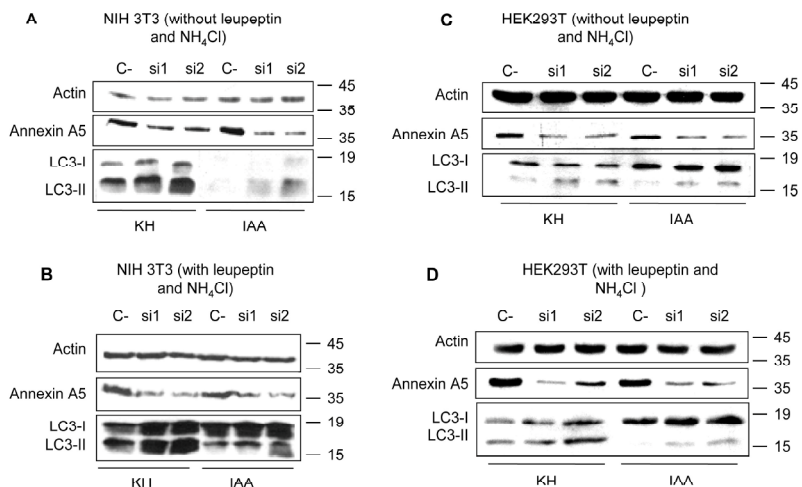 A
NIH 3T3 (without leupeptin
and NH₄Cl)
C- si1 si2 C- si1 si2
Actin
45
35
Annexin A5
35
LC3-I
19
LC3-II
15
KH IAA
B
NIH 3T3 (with leupeptin
and NH₄Cl)
C- si1 si2 C- si1 si2
Actin
45
35
Annexin A5
35
LC3-I
19
LC3-II
15
KH IAA
C
HEK293T (without leupeptin
and NH₄Cl)
C- si1 si2 C- si1 si2
Actin
45
35
Annexin A5
35
LC3-I
19
LC3-II
15
KH IAA
D
HEK293T (with leupeptin and
NH₄Cl )
C- si1 si2 C- si1 si2
Actin
45
35
Annexin A5
35
LC3-I
19
LC3-II
15
KH IAA